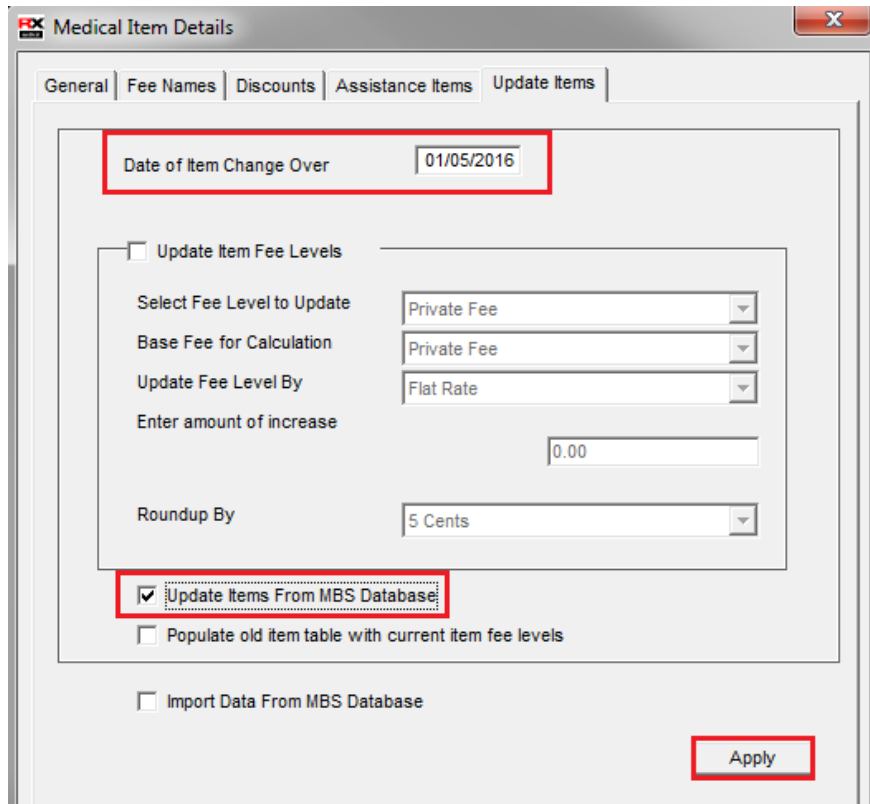 RX Medical Item Details X
General Fee Names Discounts Assistance Items Update Items
Date of Item Change Over 01/05/2016
Update Item Fee Levels
Select Fee Level to Update Private Fee
Base Fee for Calculation Private Fee
Update Fee Level By Flat Rate
Enter amount of increase
0.00
Roundup By 5 Cents
Update Items From MBS Database
Populate old item table with current item fee levels
Import Data From MBS Database
Apply